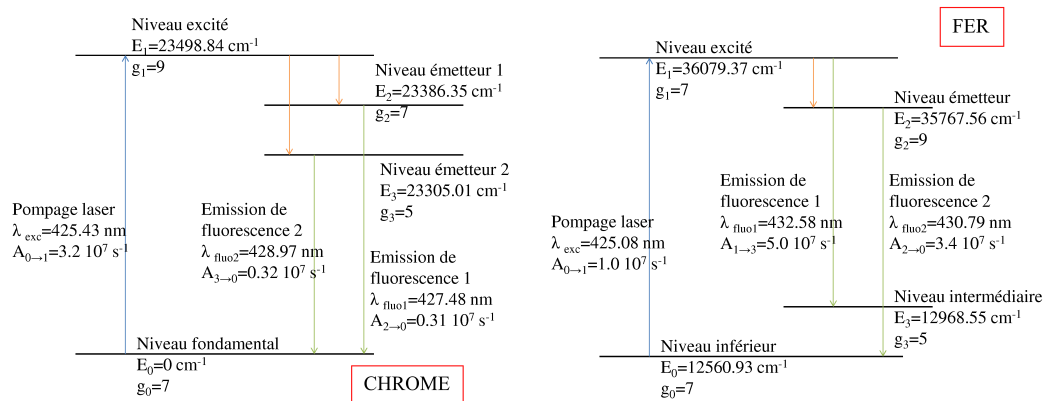 Niveau excité
E1=23498.84 cm-1
g1=9
Niveau émetteur 1
E2=23386.35 cm-1
g2=7
Niveau émetteur 2
E3=23305.01 cm-1
g3=5
Pompage laser
λ exc=425.43 nm
A0→1=3.2 10⁷ s-1
Emission de
fluorescence 2
λ fluo2=428.97 nm
A3→0=0.32 10⁷ s-1
Emission de
fluorescence 1
λ fluo1=427.48 nm
A2→0=0.31 10⁷ s-1
Niveau fondamental
E0=0 cm-1
g0=7
CHROME
FER
Niveau excité
E1=36079.37 cm-1
g1=7
Niveau émetteur
E2=35767.56 cm-1
g2=9
Pompage laser
λ exc=425.08 nm
A0→1=1.0 10⁷ s-1
Emission de
fluorescence 1
λ fluo1=432.58 nm
A1→3=5.0 10⁷ s-1
Emission de
fluorescence 2
λ fluo2=430.79 nm
A2→0=3.4 10⁷ s-1
Niveau intermédiaire
E3=12968.55 cm-1
g3=5
Niveau inférieur
E0=12560.93 cm-1
g0=7